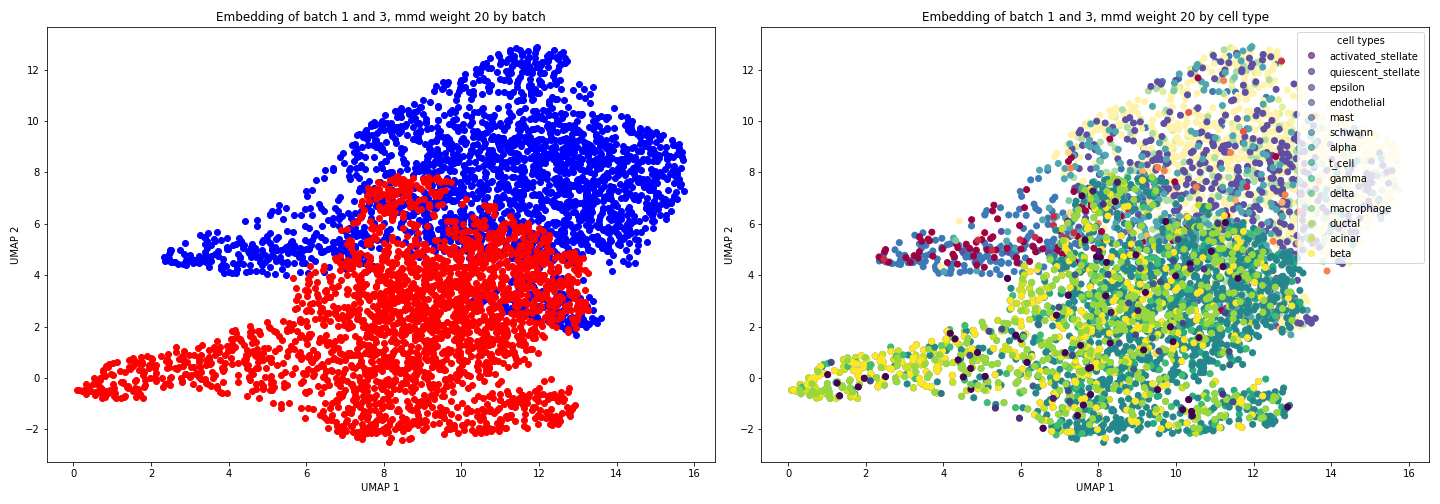 Embedding of batch 1 and 3, mmd weight 20 by batch
UMAP 2
12
10
8
6
4
2
0
−2
0 2 4 6 8 10 12 14 16
UMAP 1
Embedding of batch 1 and 3, mmd weight 20 by cell type
UMAP 2
12
10
8
6
4
2
0
−2
cell types
activated_stellate
quiescent_stellate
epsilon
endothelial
mast
schwann
alpha
t_cell
gamma
delta
macrophage
ductal
acinar
beta
0 2 4 6 8 10 12 14 16
UMAP 1